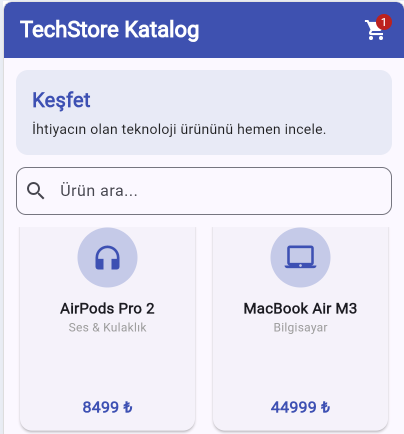 TechStore Katalog
1
Keşfet
İhtiyacın olan teknoloji ürününü hemen incele.
Ürün ara...
AirPods Pro 2
MacBook Air M3
Ses & Kulaklık
Bilgisayar
8499 ₺
44999 ₺